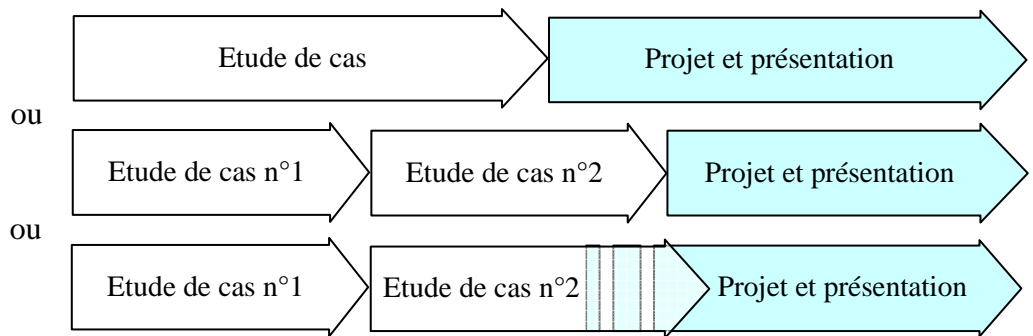 Etude de cas
Projet et présentation
ou
Etude de cas n°1
Etude de cas n°2
Projet et présentation
ou
Etude de cas n°1
Etude de cas n°2
Projet et présentation